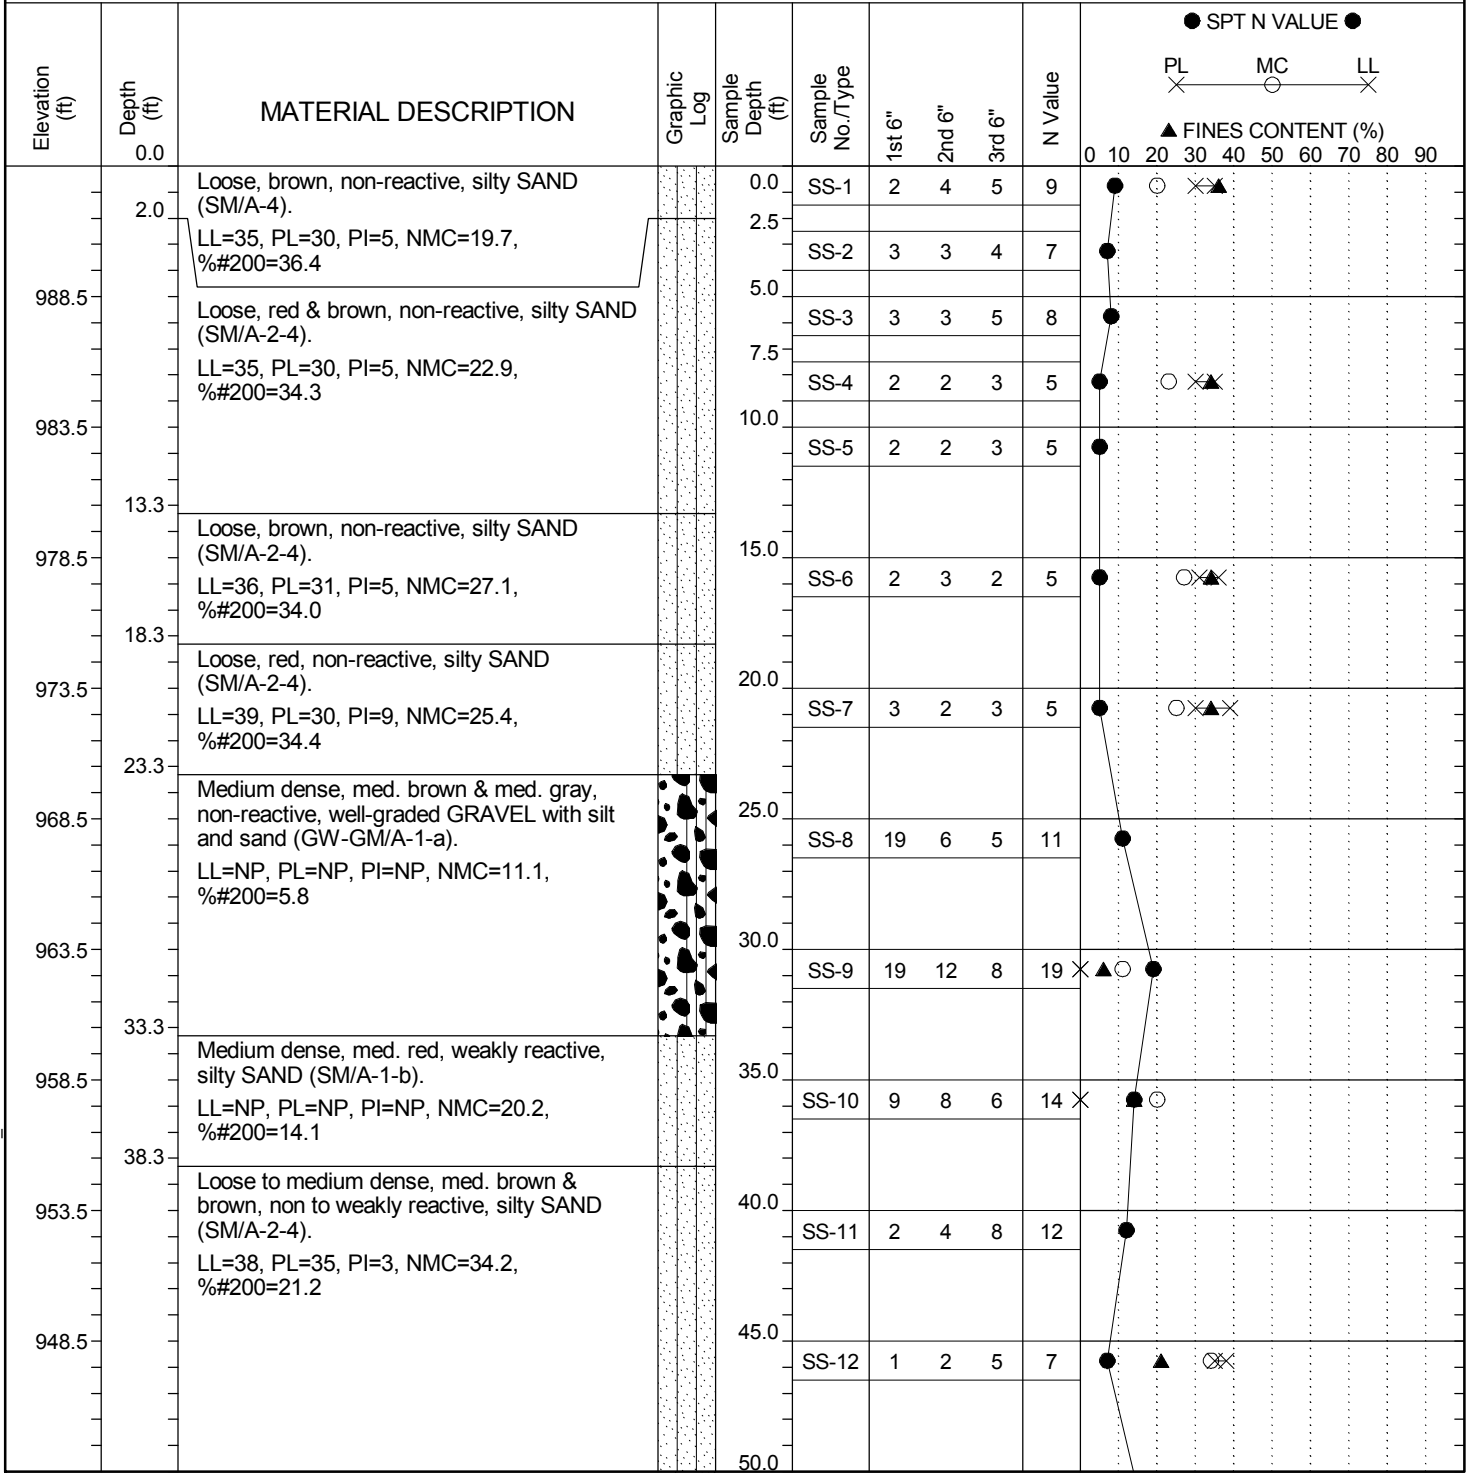 ● SPT N VALUE ●
PL MC LL
▲ FINES CONTENT (%)
Elevation (ft)
Depth (ft)
0.0
MATERIAL DESCRIPTION
Graphic Log
Sample Depth (ft)
Sample No./Type
1st 6"
2nd 6"
3rd 6"
N Value
0 10 20 30 40 50 60 70 80 90
Loose, brown, non-reactive, silty SAND
(SM/A-4).
LL=35, PL=30, PI=5, NMC=19.7,
%#200=36.4
2.0
0.0 SS-1 2 4 5 9
2.5
SS-2 3 3 4 7
988.5
5.0
Loose, red & brown, non-reactive, silty SAND
(SM/A-2-4).
LL=35, PL=30, PI=5, NMC=22.9,
%#200=34.3
SS-3 3 3 5 8
7.5
SS-4 2 2 3 5
983.5
10.0
SS-5 2 2 3 5
13.3
Loose, brown, non-reactive, silty SAND
(SM/A-2-4).
LL=36, PL=31, PI=5, NMC=27.1,
%#200=34.0
978.5
15.0
SS-6 2 3 2 5
18.3
Loose, red, non-reactive, silty SAND
(SM/A-2-4).
LL=39, PL=30, PI=9, NMC=25.4,
%#200=34.4
973.5
20.0
SS-7 3 2 3 5
23.3
Medium dense, med. brown & med. gray,
non-reactive, well-graded GRAVEL with silt
and sand (GW-GM/A-1-a).
LL=NP, PL=NP, PI=NP, NMC=11.1,
%#200=5.8
968.5
25.0
SS-8 19 6 5 11
963.5
30.0
SS-9 19 12 8 19
33.3
Medium dense, med. red, weakly reactive,
silty SAND (SM/A-1-b).
LL=NP, PL=NP, PI=NP, NMC=20.2,
%#200=14.1
958.5
35.0
SS-10 9 8 6 14
38.3
Loose to medium dense, med. brown &
brown, non to weakly reactive, silty SAND
(SM/A-2-4).
LL=38, PL=35, PI=3, NMC=34.2,
%#200=21.2
953.5
40.0
SS-11 2 4 8 12
948.5
45.0
SS-12 1 2 5 7
50.0